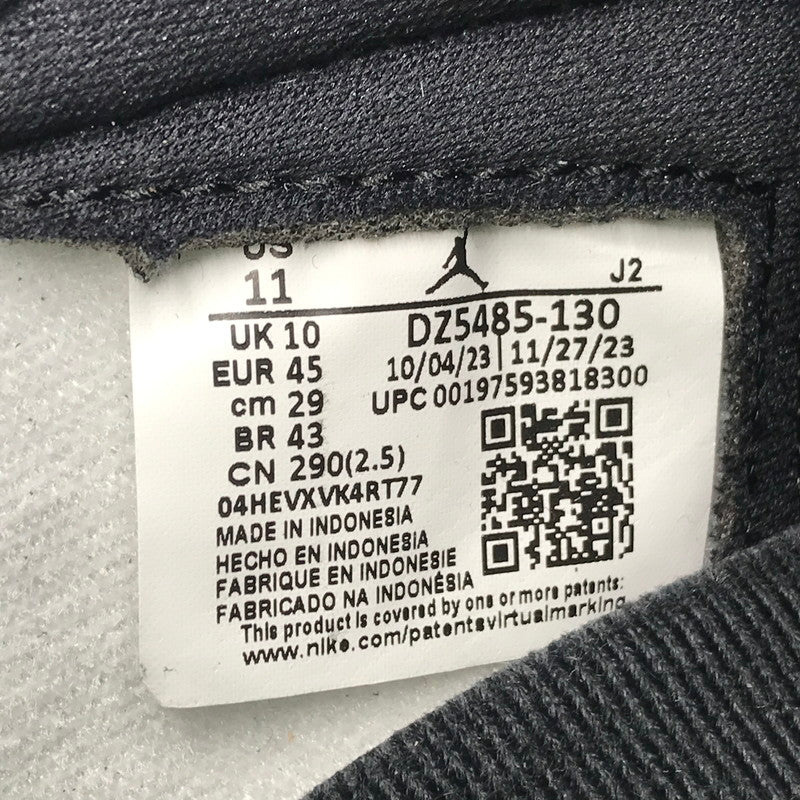 US
11
J2
UK 10
DZ5485-130
EUR 45
10/04/23 | 11/27/23
cm 29
UPC 00197593818300
BR 43
CN 290(2.5)
04HEVXVK4RT77
MADE IN INDONESIA
HECHO EN INDONESIA
FABRIQUE EN INDONESIE
FABRICADO NA INDONÉSIA
This product is covered by one or more patents:
www.nike.com/patentsvirtualmarking